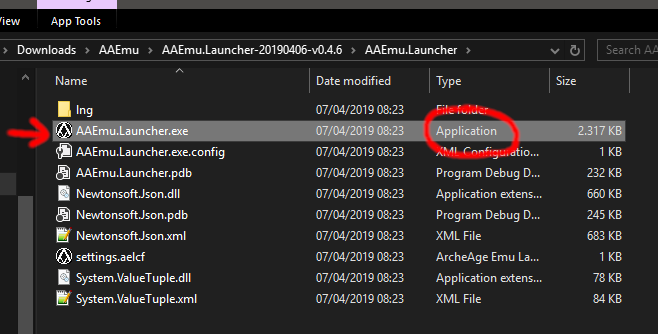 View App Tools
Downloads AAEmu AAEmu.Launcher-20190406-v0.4.6 AAEmu.Launcher Search AA
Name Date modified Type Size
lng 07/04/2019 08:23 File folder
AAEmu.Launcher.exe 07/04/2019 08:23 Application 2.317 KB
AAEmu.Launcher.exe.config 07/04/2019 08:23 XML Configuratio... 1 KB
AAEmu.Launcher.pdb 07/04/2019 08:23 Program Debug D... 232 KB
Newtonsoft.Json.dll 07/04/2019 08:23 Application extens... 660 KB
Newtonsoft.Json.pdb 07/04/2019 08:23 Program Debug D... 245 KB
Newtonsoft.Json.xml 07/04/2019 08:23 XML File 683 KB
settings.aelcf 07/04/2019 08:23 ArcheAge Emu La... 1 KB
System.ValueTuple.dll 07/04/2019 08:23 Application extens... 78 KB
System.ValueTuple.xml 07/04/2019 08:23 XML File 84 KB